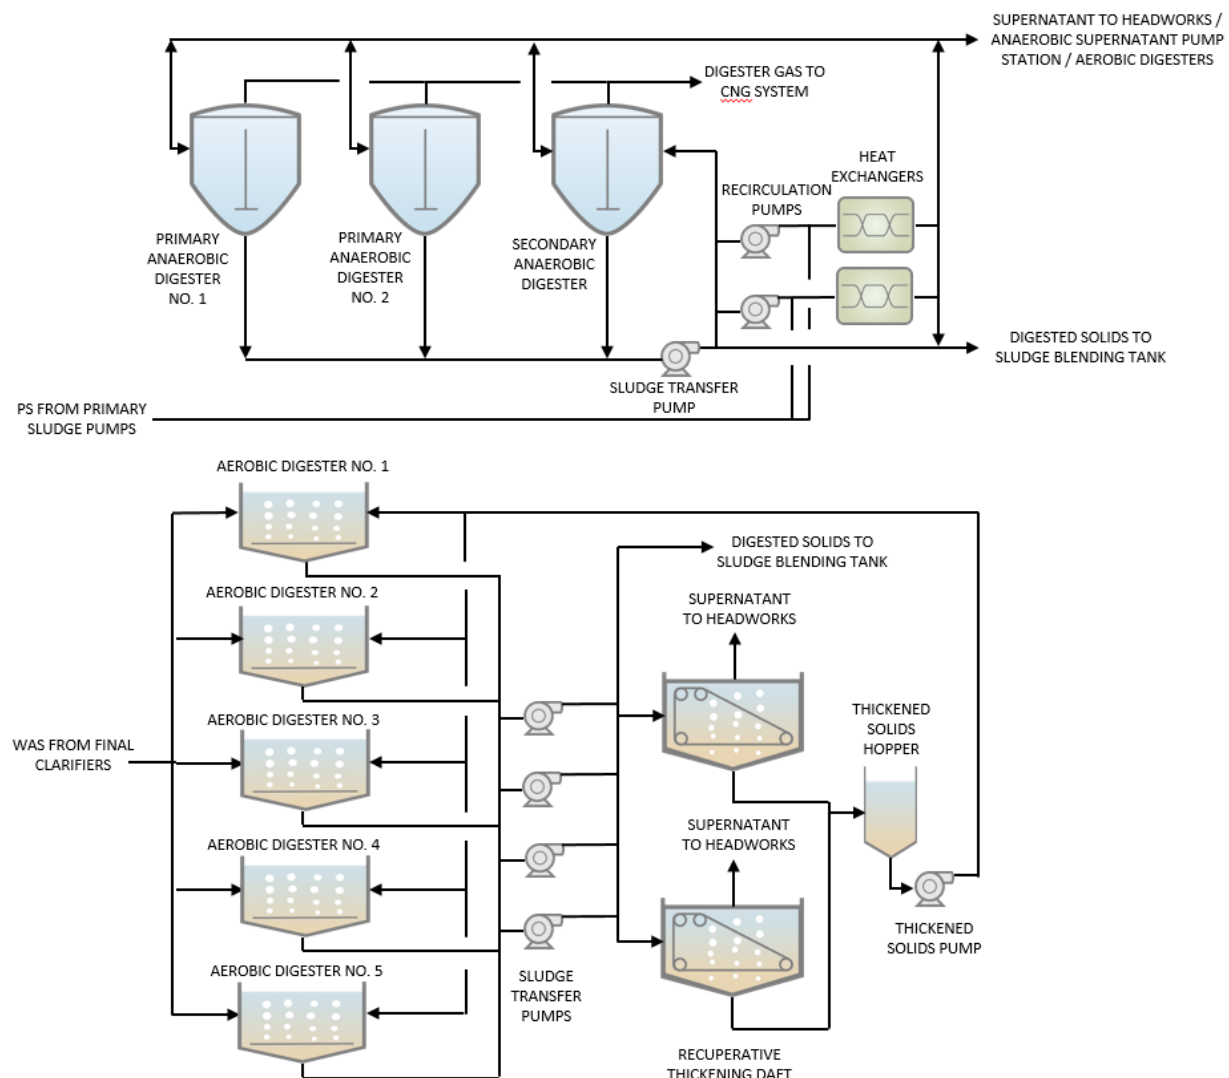 SUPERNATANT TO HEADWORKS /
ANAEROBIC SUPERNATANT PUMP
STATION / AEROBIC DIGESTERS
DIGESTER GAS TO
CNG SYSTEM
HEAT
EXCHANGERS
RECIRCULATION
PUMPS
PRIMARY
ANAEROBIC
DIGESTER
NO. 1
PRIMARY
ANAEROBIC
DIGESTER
NO. 2
SECONDARY
ANAEROBIC
DIGESTER
DIGESTED SOLIDS TO
SLUDGE BLENDING TANK
SLUDGE TRANSFER
PUMP
PS FROM PRIMARY
SLUDGE PUMPS
AEROBIC DIGESTER NO. 1
DIGESTED SOLIDS TO
SLUDGE BLENDING TANK
AEROBIC DIGESTER NO. 2
SUPERNATANT
TO HEADWORKS
AEROBIC DIGESTER NO. 3
THICKENED
SOLIDS
HOPPER
WAS FROM FINAL
CLARIFIERS
SUPERNATANT
TO HEADWORKS
AEROBIC DIGESTER NO. 4
THICKENED
SOLIDS PUMP
AEROBIC DIGESTER NO. 5
SLUDGE
TRANSFER
PUMPS
RECUPERATIVE
THICKENING DAFT